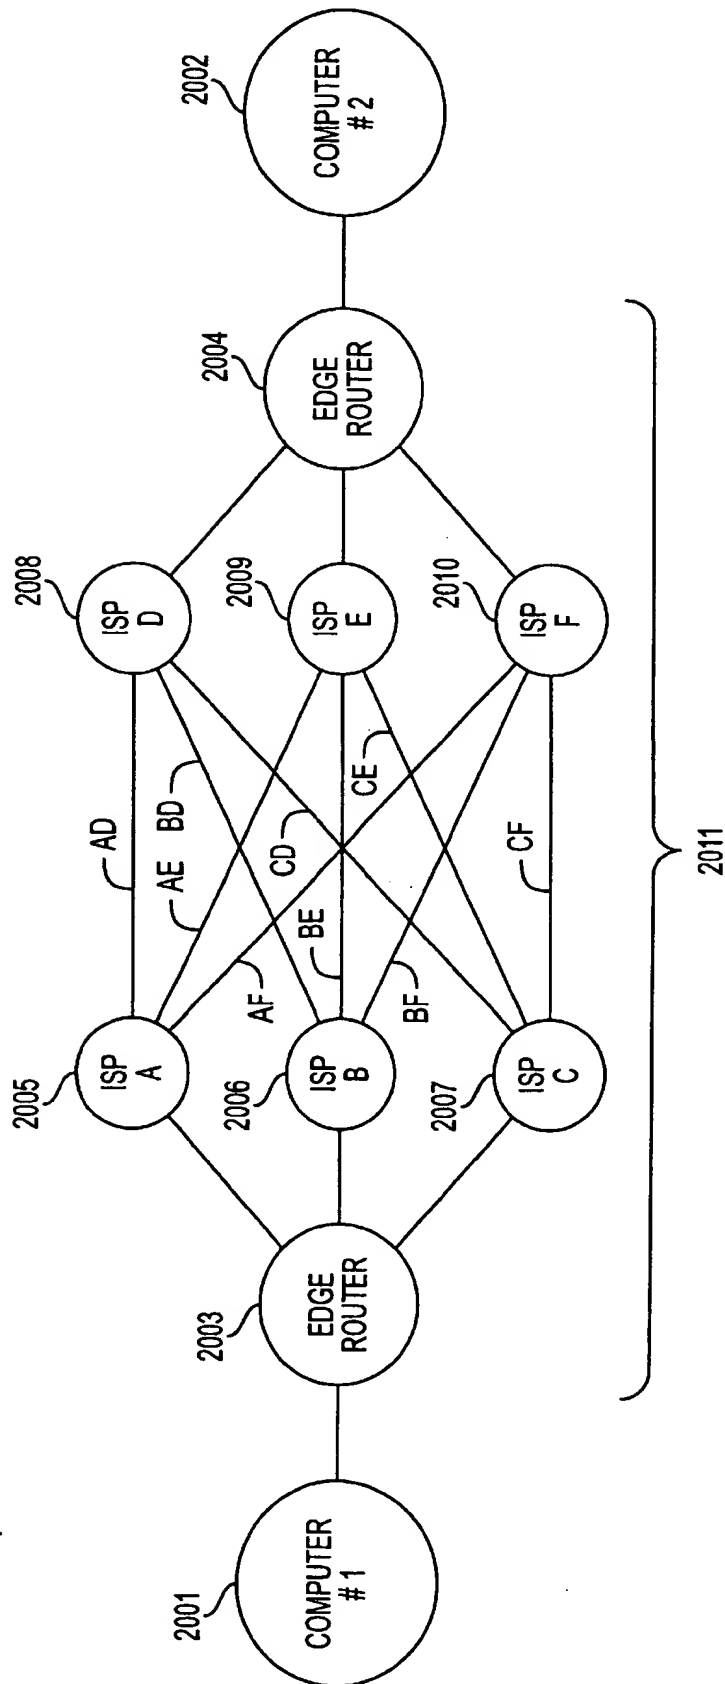 2001
COMPUTER
#1
2003
EDGE
ROUTER
2005
ISP
A
2006
ISP
B
2007
ISP
C
AD
AE
BD
AF
CD
BE
CE
BF
CF
2008
ISP
D
2009
ISP
E
2010
ISP
F
2004
EDGE
ROUTER
2002
COMPUTER
#2
2011